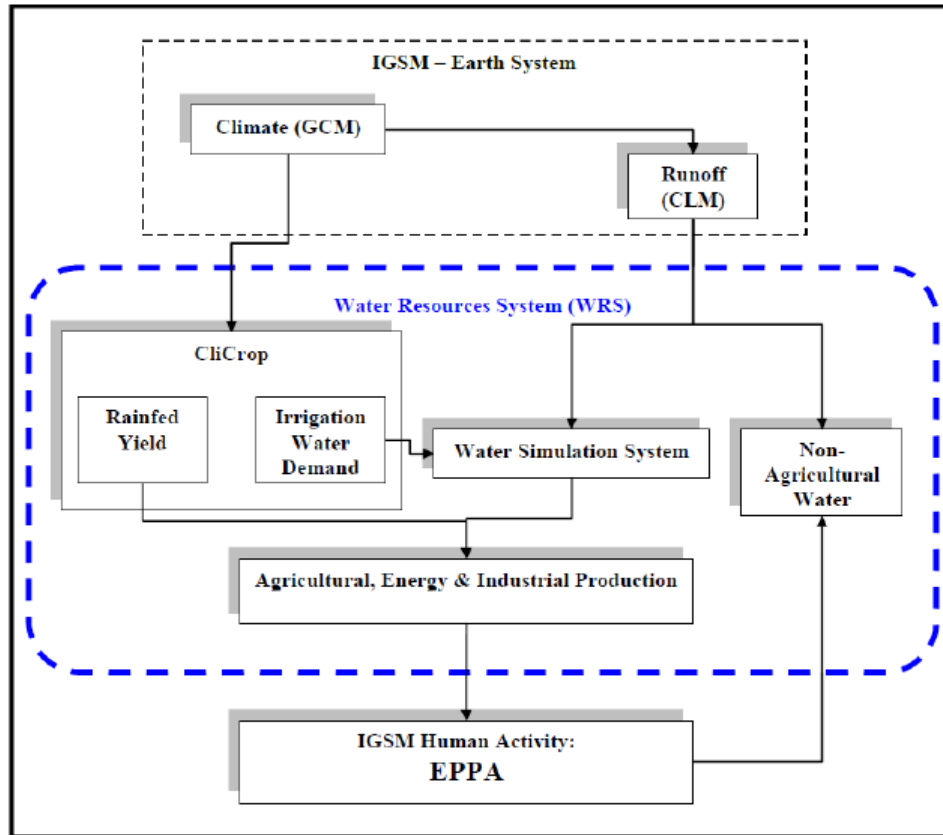 IGSM – Earth System
Climate (GCM)
Runoff
(CLM)
Water Resources System (WRS)
CliCrop
Rainfed
Yield
Irrigation
Water
Demand
Water Simulation System
Non-
Agricultural
Water
Agricultural, Energy & Industrial Production
IGSM Human Activity:
EPPA